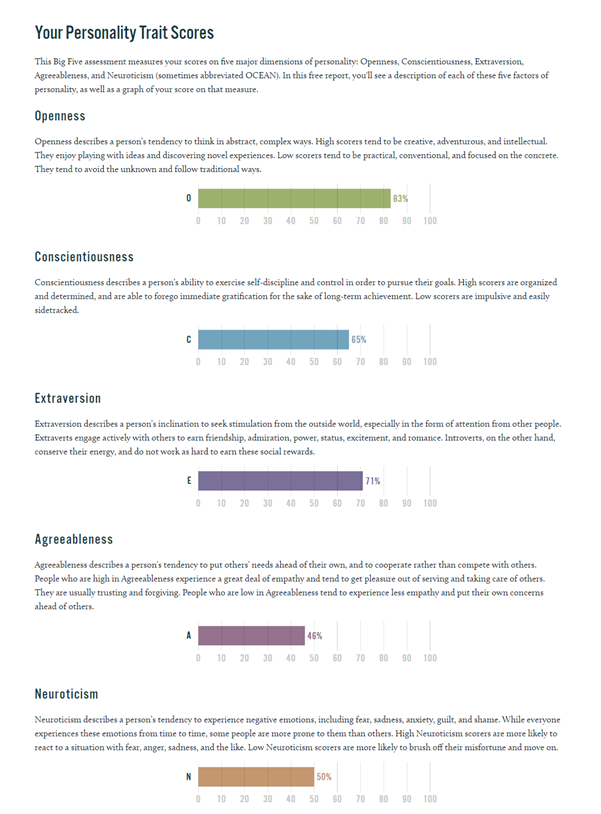 Your Personality Trait Scores
This Big Five assessment measures your scores on five major dimensions of personality: Openness, Conscientiousness, Extraversion,
Agreeableness, and Neuroticism (sometimes abbreviated OCEAN). In this free report, you'll see a description of each of these five factors of
personality, as well as a graph of your score on that measure.
Openness
Openness describes a person's tendency to think in abstract, complex ways. High scorers tend to be creative, adventurous, and intellectual.
They enjoy playing with ideas and discovering novel experiences. Low scorers tend to be practical, conventional, and focused on the concrete.
They tend to avoid the unknown and follow traditional ways.
O 83%
0 10 20 30 40 50 60 70 80 90 100
Conscientiousness
Conscientiousness describes a person's ability to exercise self-discipline and control in order to pursue their goals. High scorers are organized
and determined, and are able to forego immediate gratification for the sake of long-term achievement. Low scorers are impulsive and easily
sidetracked.
C 65%
0 10 20 30 40 50 60 70 80 90 100
Extraversion
Extraversion describes a person's inclination to seek stimulation from the outside world, especially in the form of attention from other people.
Extraverts engage actively with others to earn friendship, admiration, power, status, excitement, and romance. Introverts, on the other hand,
conserve their energy, and do not work as hard to earn these social rewards.
E 71%
0 10 20 30 40 50 60 70 80 90 100
Agreeableness
Agreeableness describes a person's tendency to put others' needs ahead of their own, and to cooperate rather than compete with others.
People who are high in Agreeableness experience a great deal of empathy and tend to get pleasure out of serving and taking care of others.
They are usually trusting and forgiving. People who are low in Agreeableness tend to experience less empathy and put their own concerns
ahead of others.
A 46%
0 10 20 30 40 50 60 70 80 90 100
Neuroticism
Neuroticism describes a person's tendency to experience negative emotions, including fear, sadness, anxiety, guilt, and shame. While everyone
experiences these emotions from time to time, some people are more prone to them than others. High Neuroticism scorers are more likely to
react to a situation with fear, anger, sadness, and the like. Low Neuroticism scorers are more likely to brush off their misfortune and move on.
N 50%
0 10 20 30 40 50 60 70 80 90 100